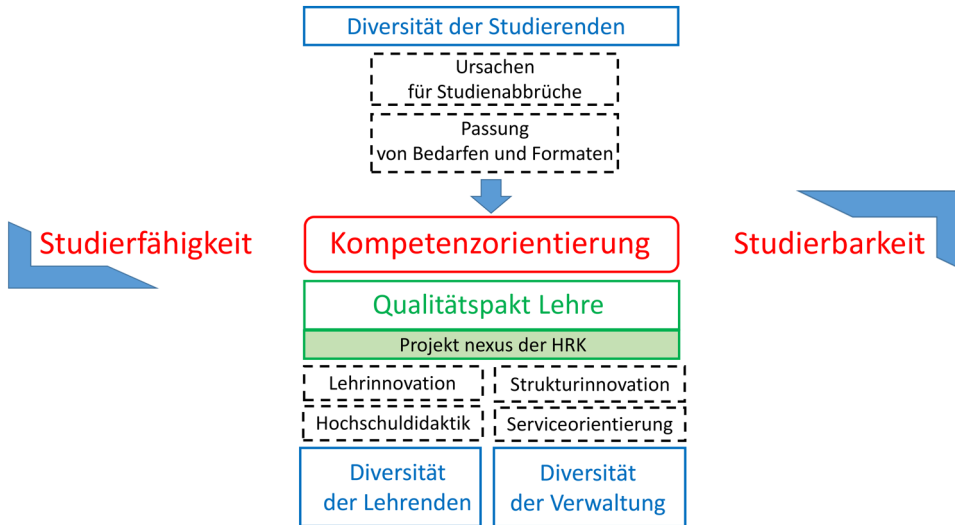 Diversität der Studierenden
Ursachen
für Studienabbrüche
Passung
von Bedarfen und Formaten
Studierfähigkeit
Kompetenzorientierung
Studierbarkeit
Qualitätspakt Lehre
Projekt nexus der HRK
Lehrinnovation
Strukturinnovation
Hochschuldidaktik
Serviceorientierung
Diversität
der Lehrenden
Diversität
der Verwaltung